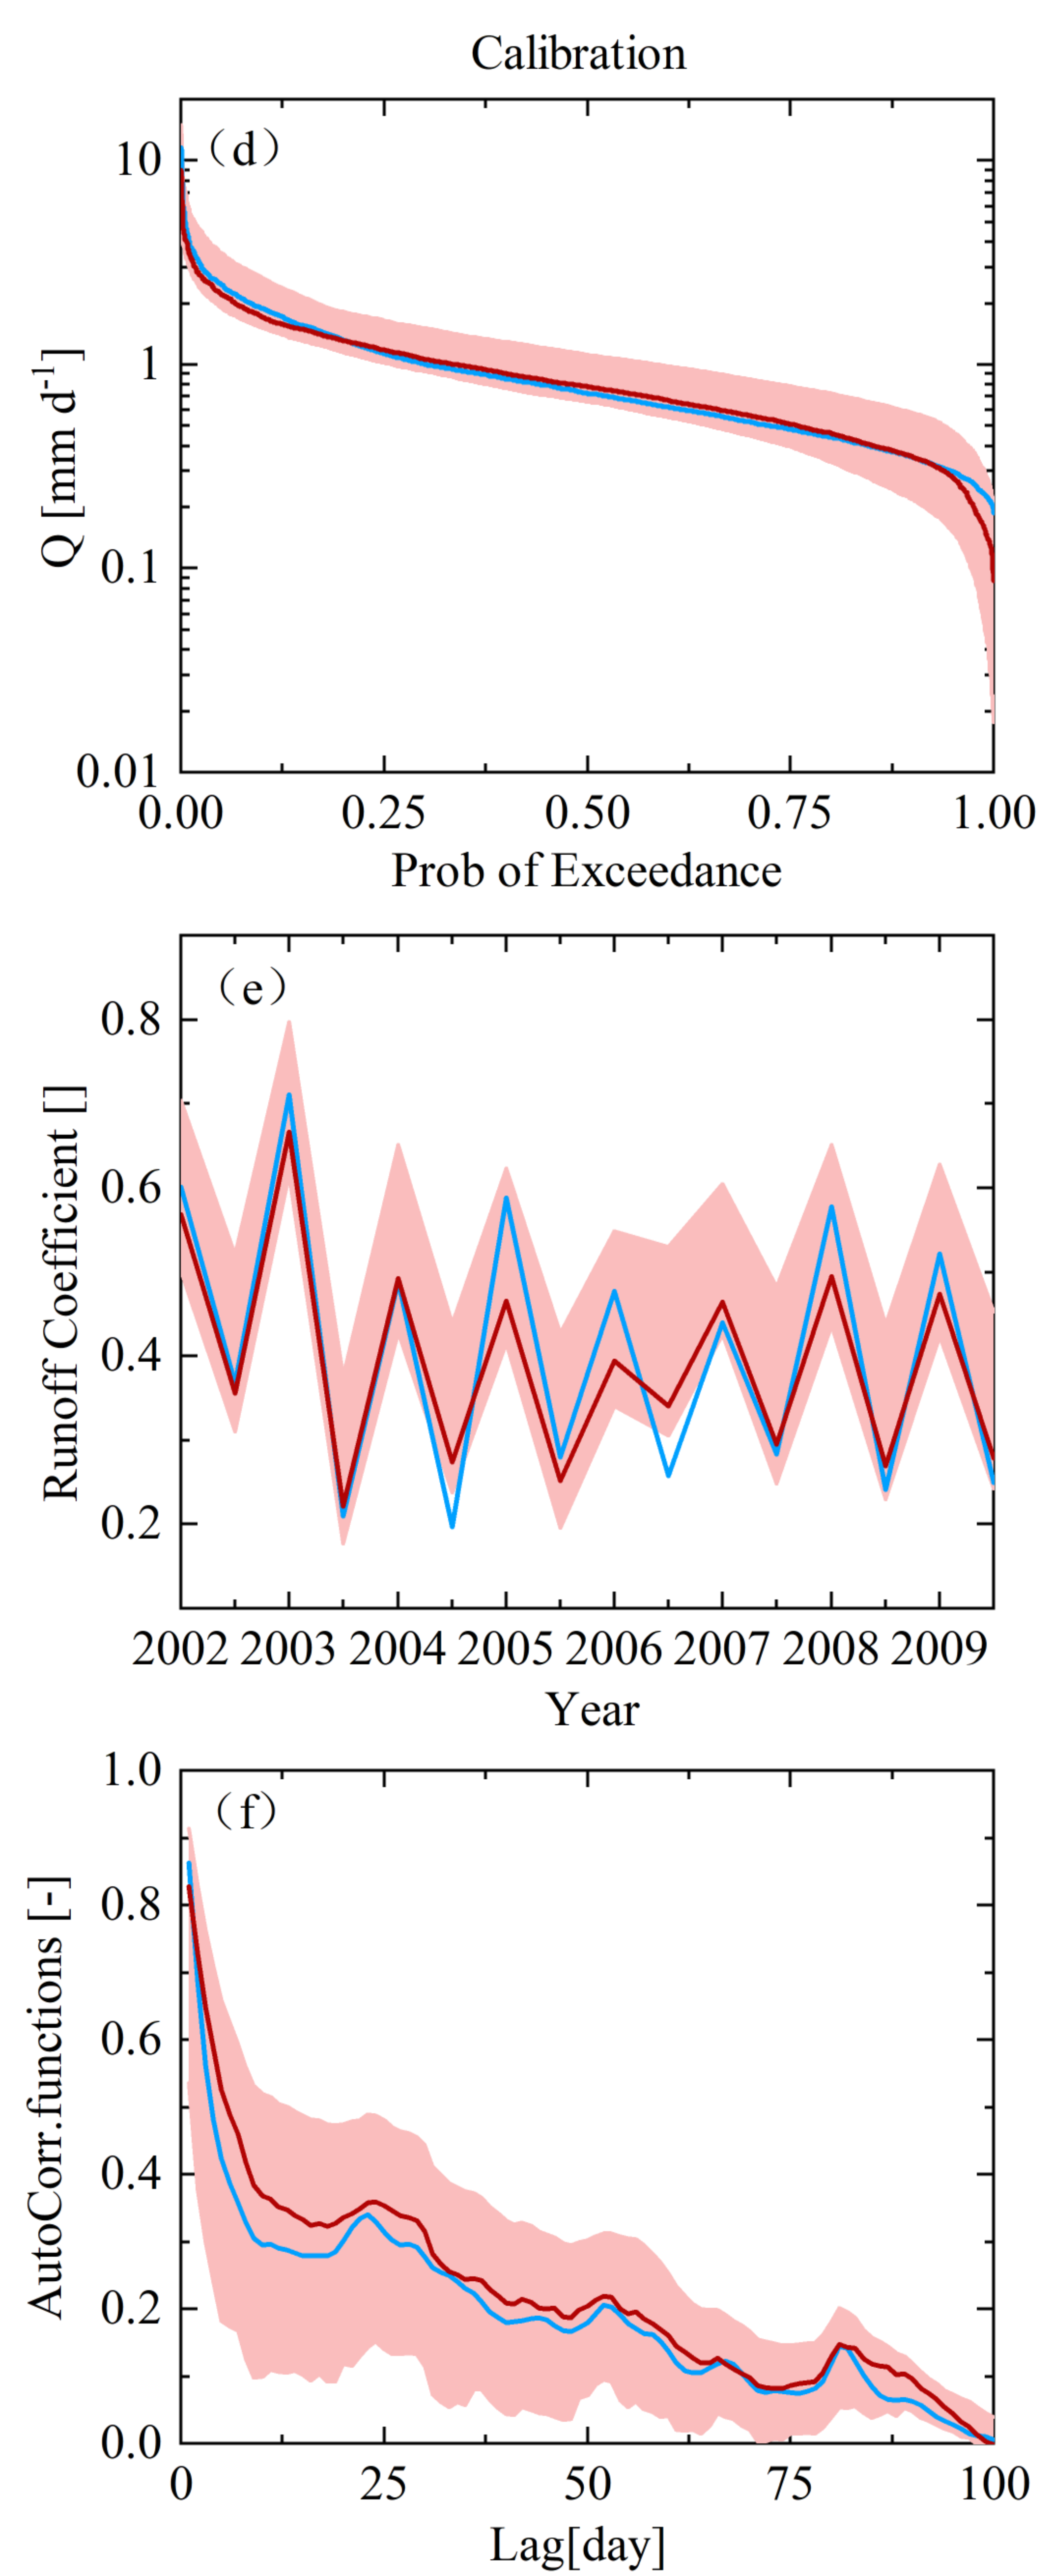 Calibration
(d)
Q [mm d-1]
10
1
0.1
0.01
0.00 0.25 0.50 0.75 1.00
Prob of Exceedance
(e)
Runoff Coefficient []
0.8
0.6
0.4
0.2
2002 2003 2004 2005 2006 2007 2008 2009
Year
(f)
AutoCorr.functions [-]
1.0
0.8
0.6
0.4
0.2
0.0
0 25 50 75 100
Lag[day]